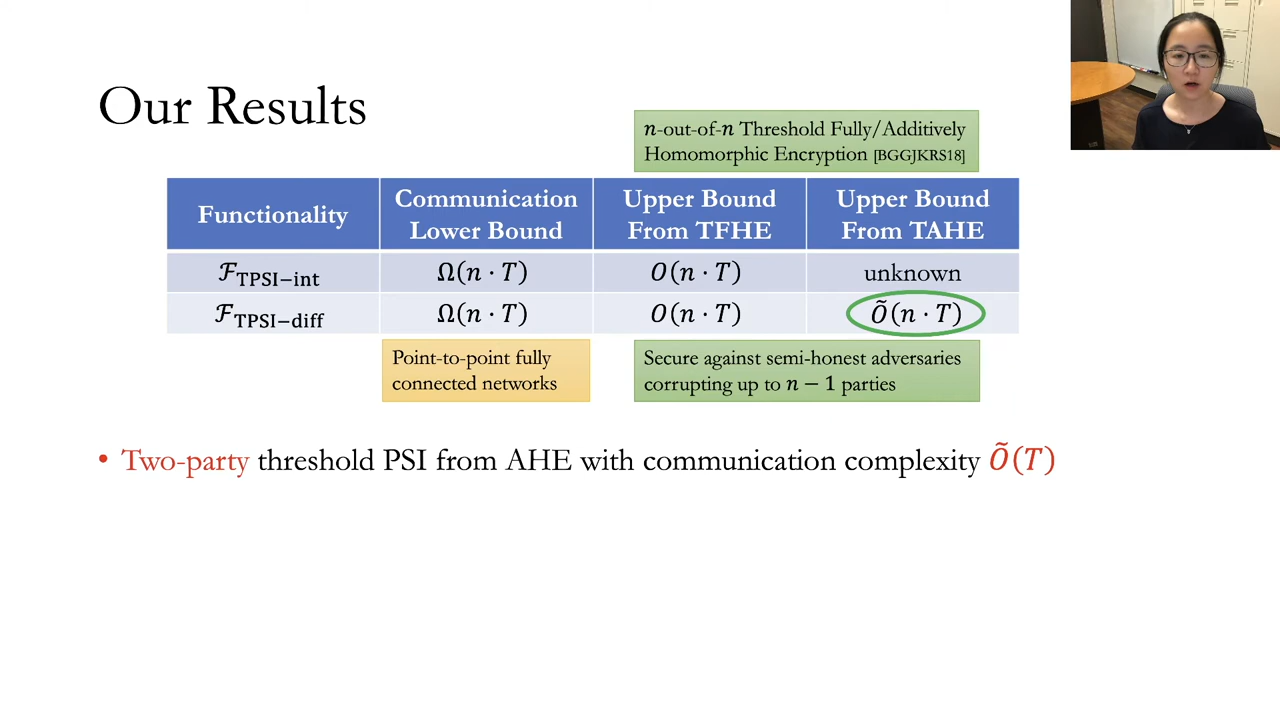 Our Results
n-out-of-n Threshold Fully/Additively
Homomorphic Encryption [BGGJKRS18]
Functionality
Communication
Lower Bound
Upper Bound
From TFHE
Upper Bound
From TAHE
ℱ_TPSI−int Ω(n · T) O(n · T) unknown
ℱ_TPSI−diff Ω(n · T) O(n · T) Õ(n · T)
Point-to-point fully
connected networks
Secure against semi-honest adversaries
corrupting up to n − 1 parties
• Two-party threshold PSI from AHE with communication complexity Õ(T)